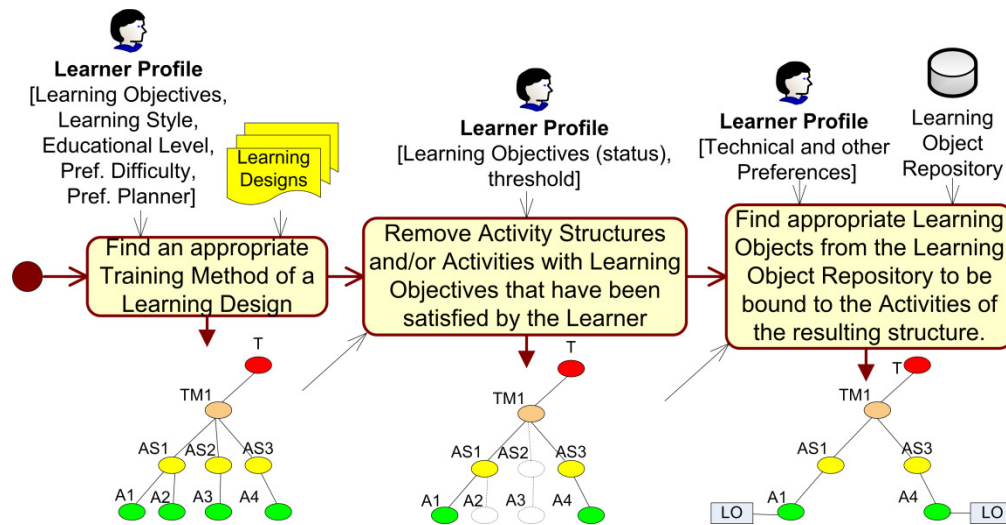 Learner Profile
[Learning Objectives,
Learning Style,
Educational Level,
Pref. Difficulty,
Pref. Planner]
Learning
Designs
Find an appropriate
Training Method of a
Learning Design
T
TM1
AS1
AS2
AS3
A1
A2
A3
A4
Learner Profile
[Learning Objectives (status),
threshold]
Remove Activity Structures
and/or Activities with Learning
Objectives that have been
satisfied by the Learner
T
TM1
AS1
AS2
AS3
A1
A2
A3
A4
Learner Profile
[Technical and other
Preferences]
Learning
Object
Repository
Find appropriate Learning
Objects from the Learning
Object Repository to be
bound to the Activities of
the resulting structure.
T
TM1
AS1
AS3
A1
A4
LO
LO